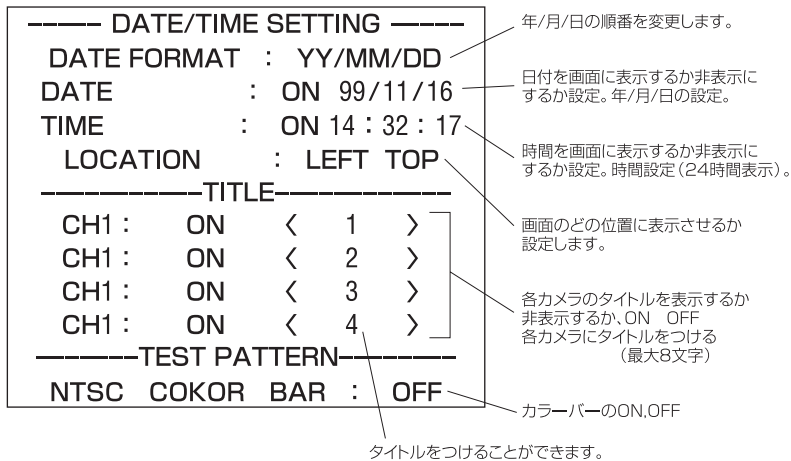 ---- DATE/TIME SETTING ----
DATE FORMAT : YY/MM/DD
DATE : ON 99/11/16
TIME : ON 14:32:17
LOCATION : LEFT TOP
----------TITLE-----------
CH1: ON 〈 1 〉
CH1: ON 〈 2 〉
CH1: ON 〈 3 〉
CH1: ON 〈 4 〉
------TEST PATTERN-------
NTSC COKOR BAR : OFF
年/月/日の順番を変更します。
日付を画面に表示するか非表示に
するか設定。年/月/日の設定。
時間を画面に表示するか非表示に
するか設定。時間設定(24時間表示)。
画面のどの位置に表示させるか
設定します。
各カメラのタイトルを表示するか
非表示するか、ON OFF
各カメラにタイトルをつける
(最大8文字)
カラーバーのON,OFF
タイトルをつけることができます。